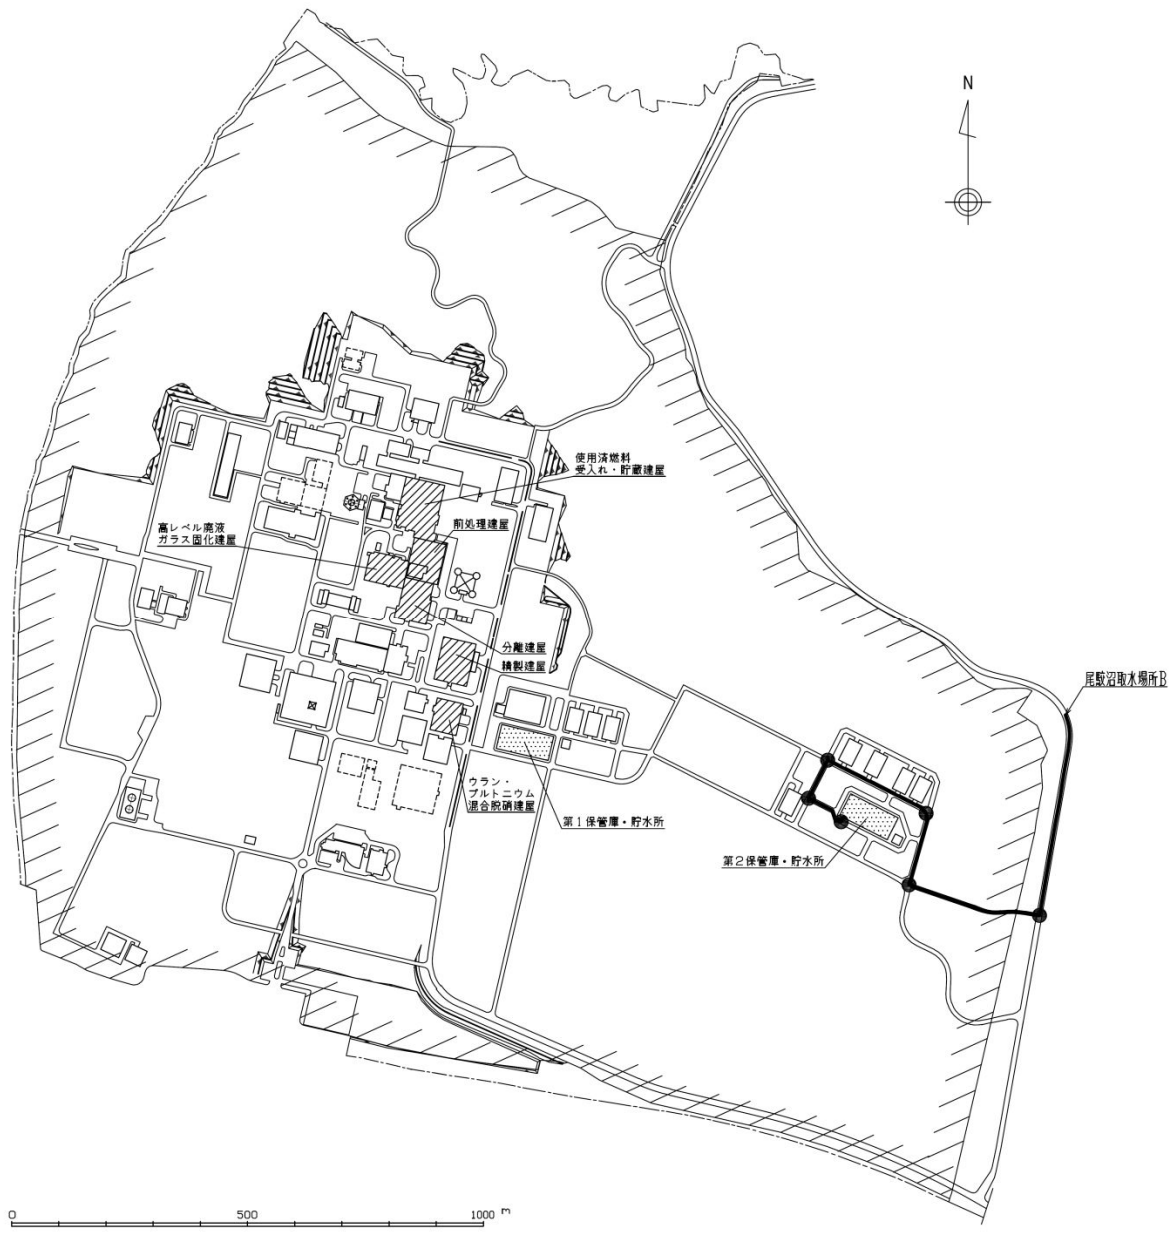 N
使用済燃料
受入れ・貯蔵建屋
前処理建屋
高レベル廃液
ガラス固化建屋
分離建屋
精製建屋
尾駮沼取水場所B
ウラン・
プルトニウム
混合脱硝建屋
第1保管庫・貯水所
第2保管庫・貯水所
0 500 1000 m